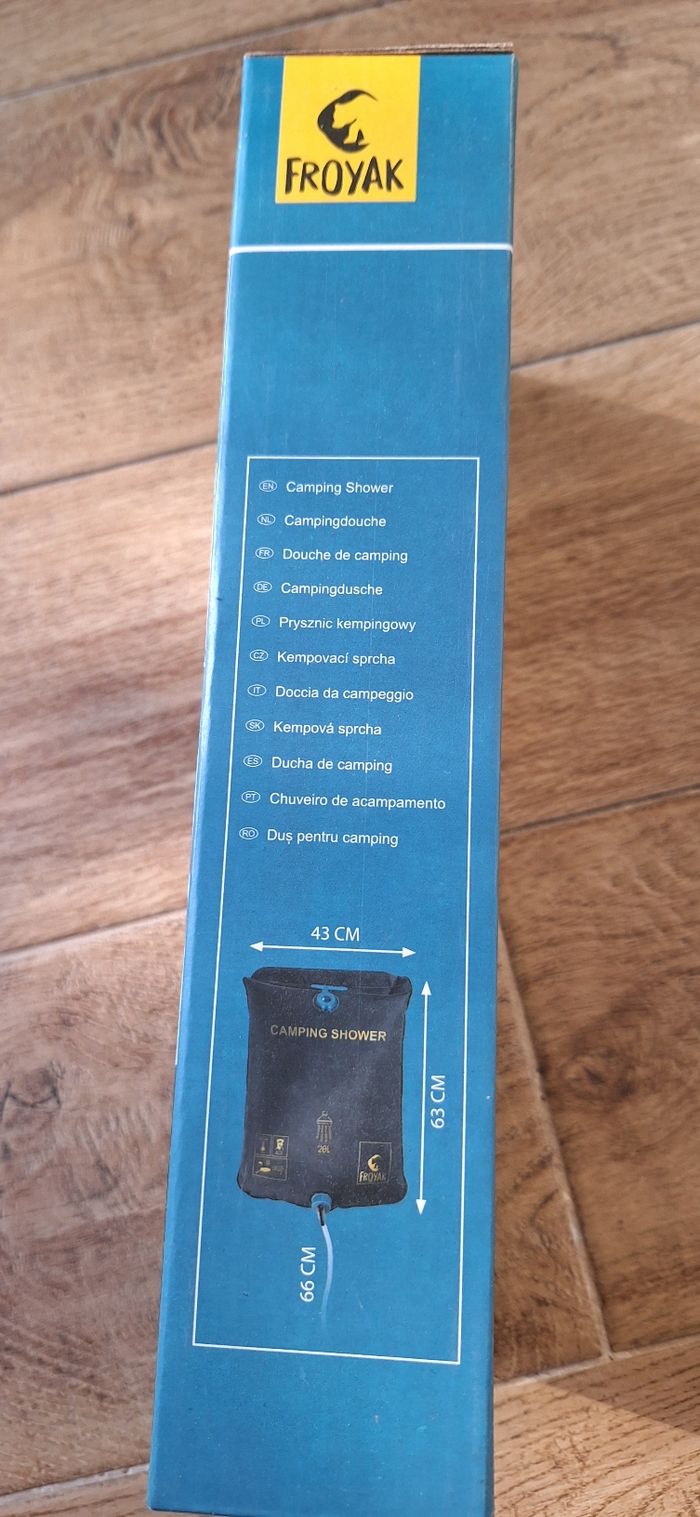 FROYAK
EN Camping Shower
NL Campingdouche
FR Douche de camping
DE Campingdusche
PL Prysznic kempingowy
CZ Kempovací sprcha
IT Doccia da campeggio
SK Kempová sprcha
ES Ducha de camping
PT Chuveiro de acampamento
RO Duș pentru camping
43 CM
CAMPING SHOWER
63 CM
20L
FROYAK
66 CM